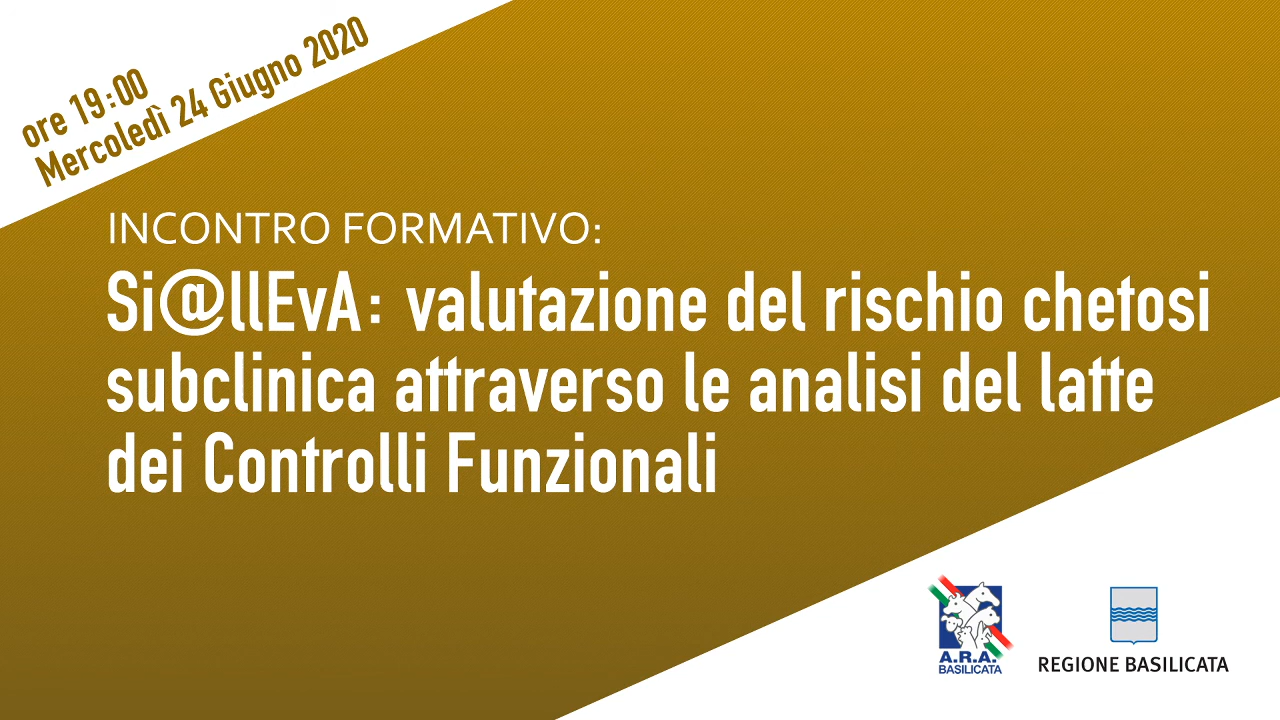 ore 19:00
Mercoledì 24 Giugno 2020
INCONTRO FORMATIVO:
Si@llEvA: valutazione del rischio chetosi
subclinica attraverso le analisi del latte
dei Controlli Funzionali
A.R.A.
BASILICATA
REGIONE BASILICATA